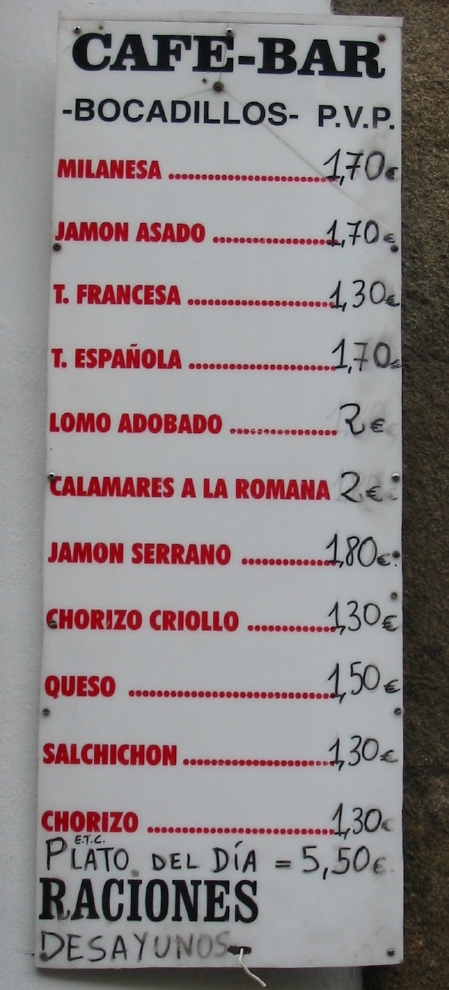 CAFE-BAR
-BOCADILLOS- P.V.P.
MILANESA ........................ 1,70€
JAMON ASADO .................. 1,70€
T. FRANCESA ..................... 1,30€
T. ESPAÑOLA ..................... 1,70€
LOMO ADOBADO ............... 2€
CALAMARES A LA ROMANA 2€
JAMON SERRANO .............. 1,80€
CHORIZO CRIOLLO ............. 1,30€
QUESO ............................. 1,50€
SALCHICHON ..................... 1,30€
CHORIZO .......................... 1,30€
E.T.C.
PLATO DEL DÍA = 5,50€
RACIONES
DESAYUNOS